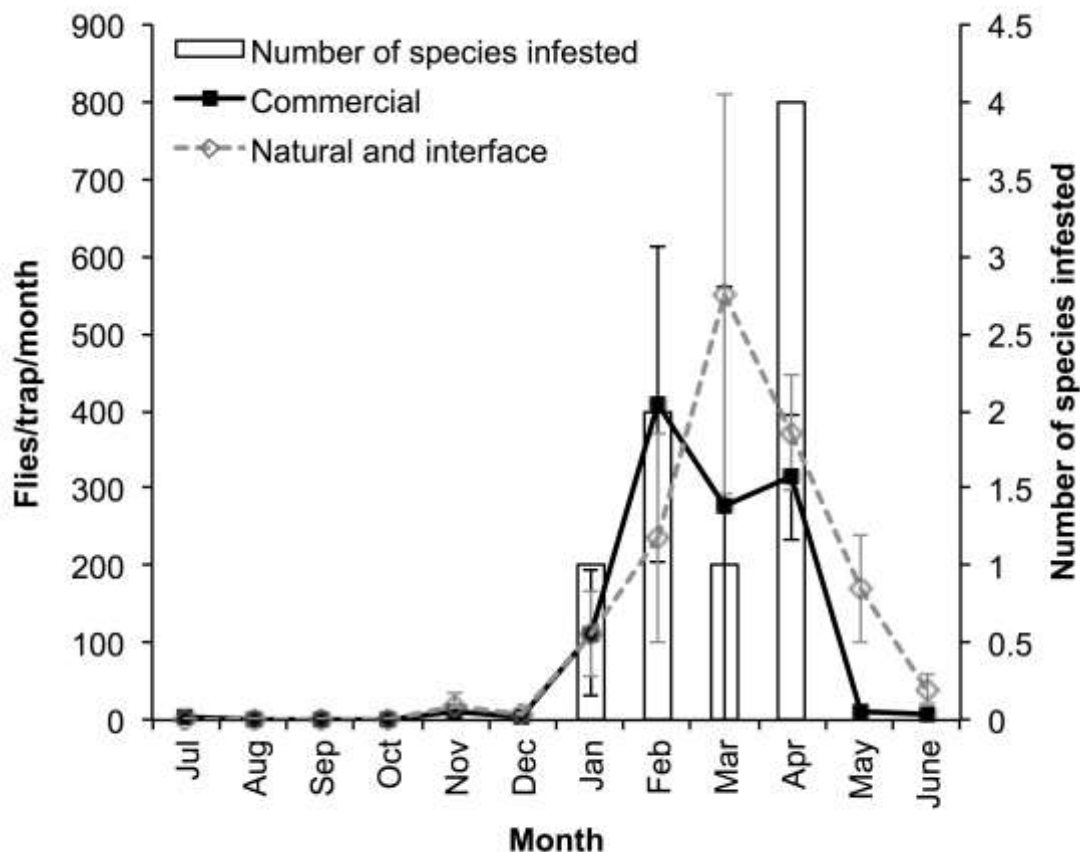 900
800
700
600
500
400
300
200
100
0
Flies/trap/month
Number of species infested
Commercial
Natural and interface
4.5
4
3.5
3
2.5
2
1.5
1
0.5
0
Number of species infested
Jul
Aug
Sep
Oct
Nov
Dec
Jan
Feb
Mar
Apr
May
June
Month